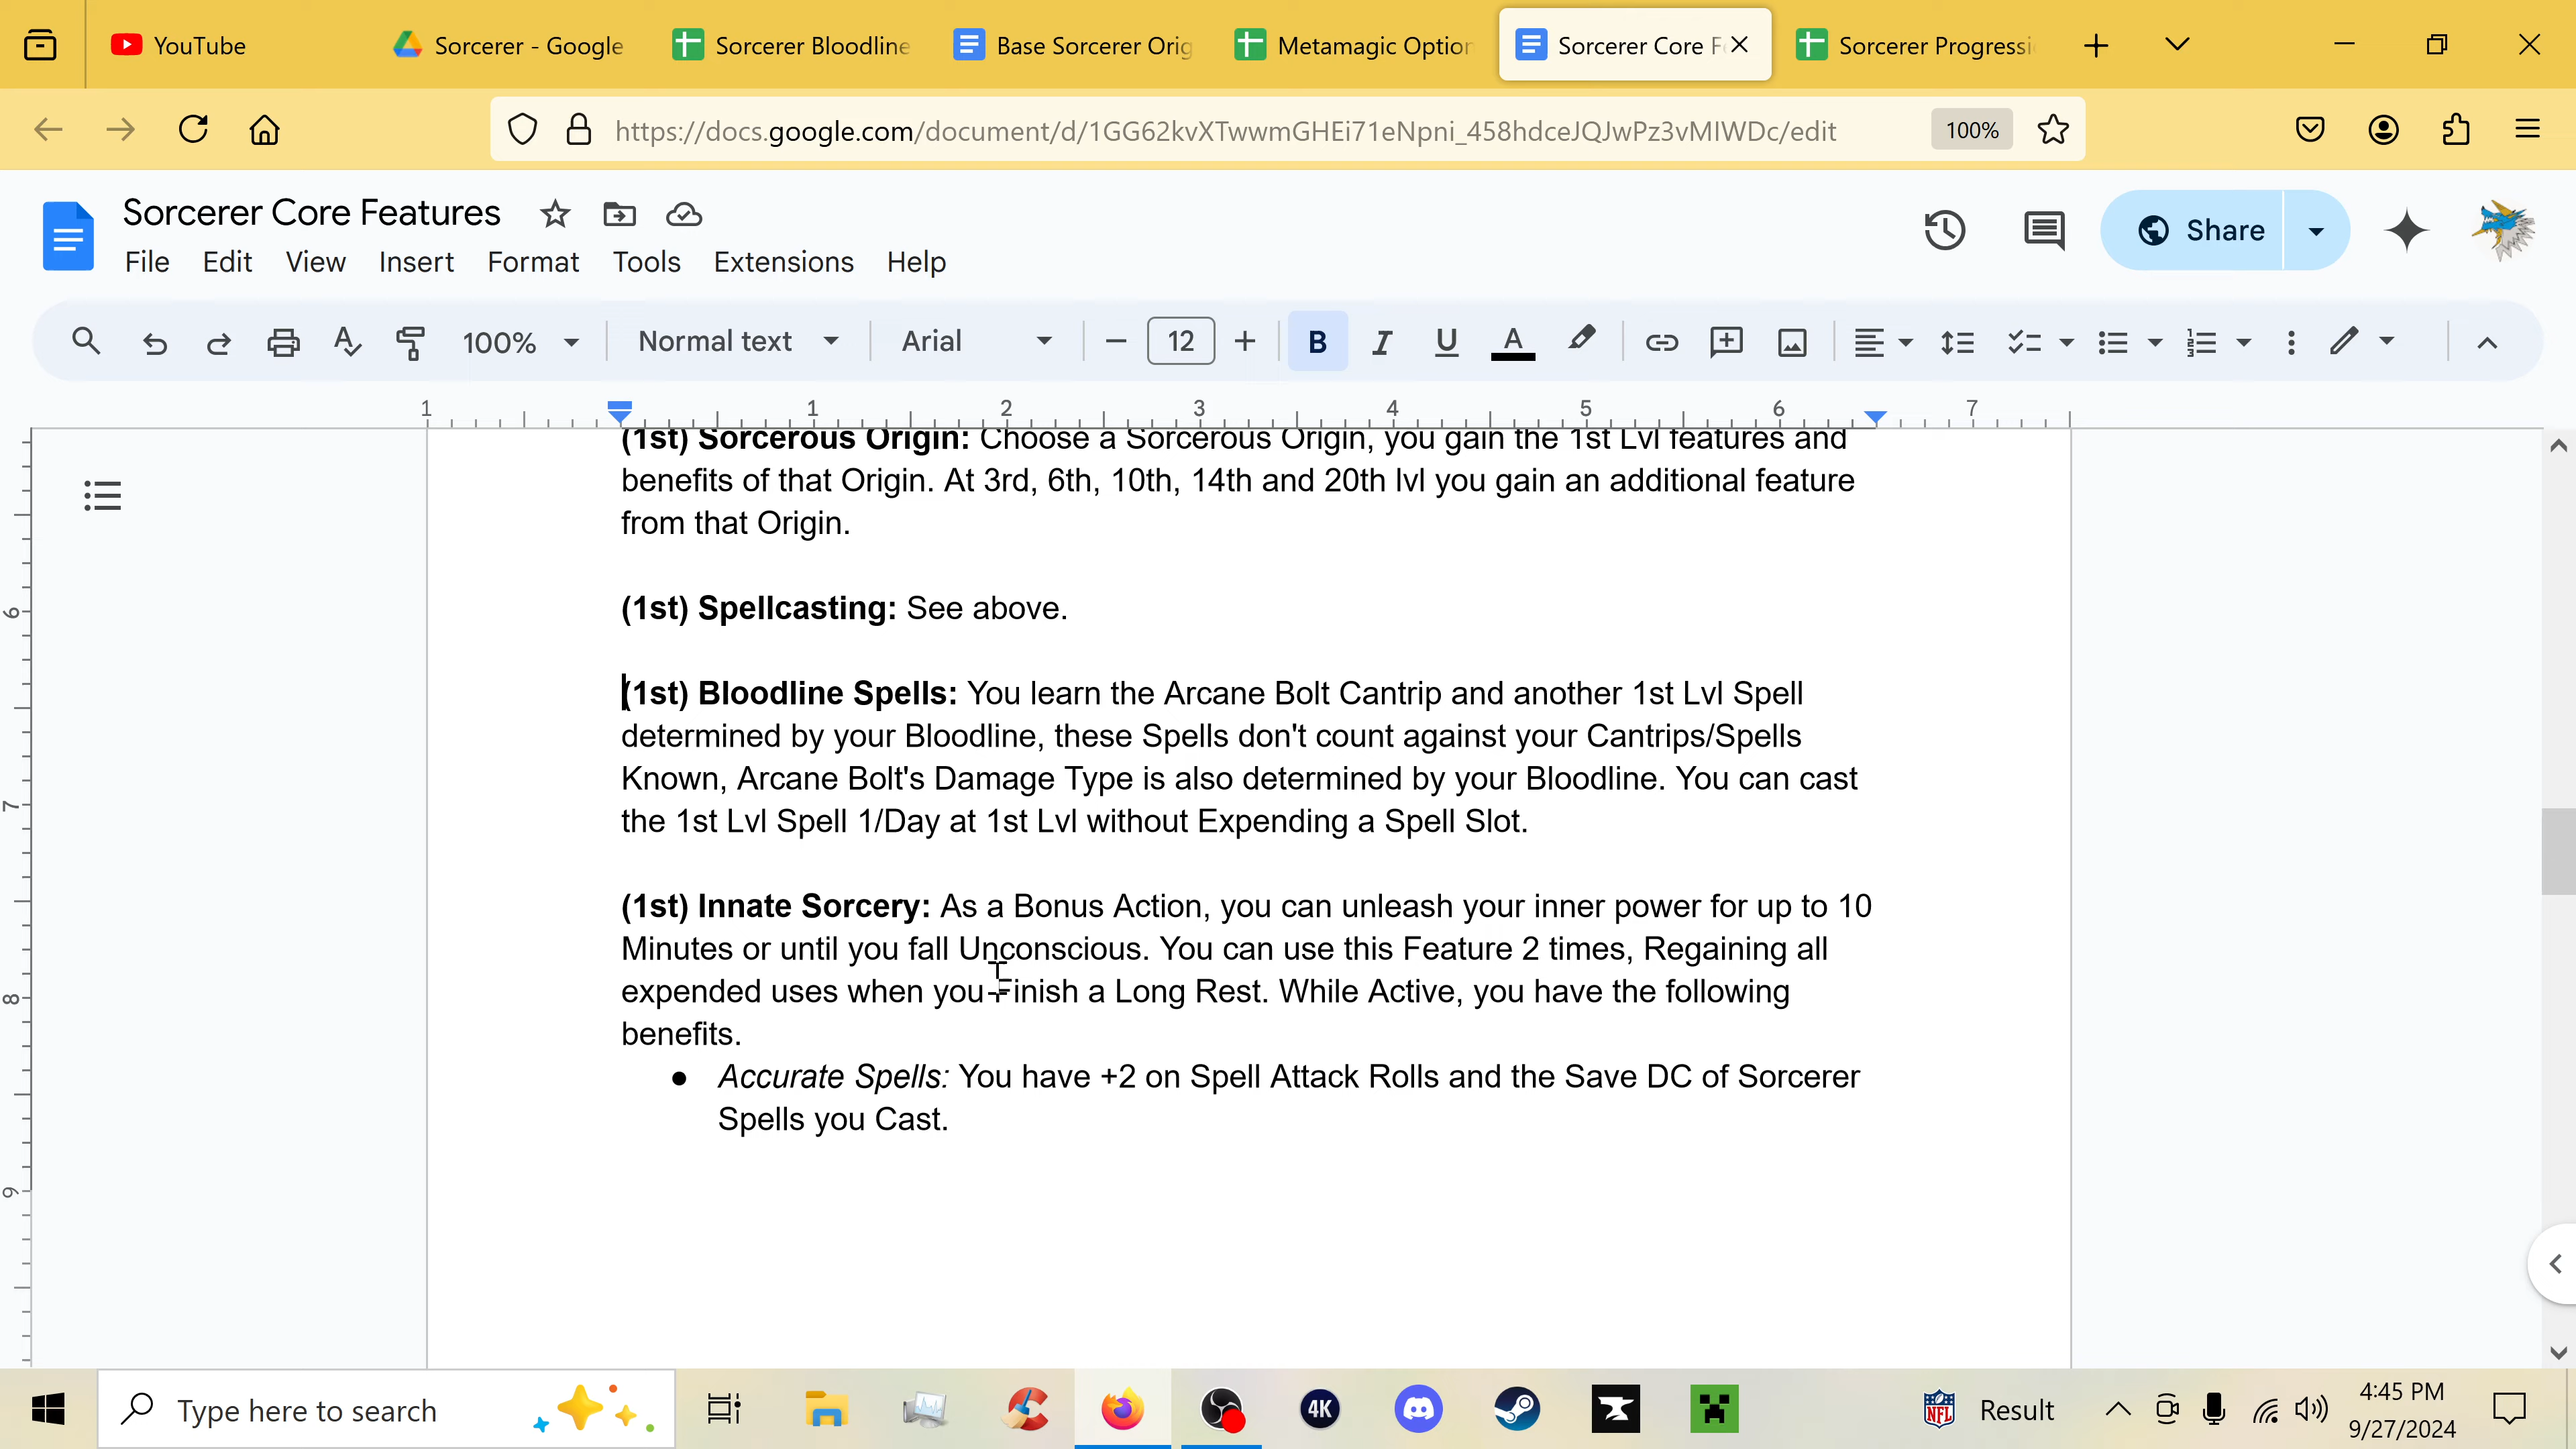 YouTube
Sorcerer - Google
Sorcerer Bloodline
Base Sorcerer Orig
Metamagic Option
Sorcerer Core F
Sorcerer Progressi
https://docs.google.com/document/d/1GG62kvXTwwmGHEi71eNpni_458hdceJQJwPz3vMIWDc/edit
100%
Sorcerer Core Features
Share
File Edit View Insert Format Tools Extensions Help
100% Normal text Arial 12 B I U A
1 1 2 3 4 5 6 7
(1st) Sorcerous Origin: Choose a Sorcerous Origin, you gain the 1st Lvl features and
benefits of that Origin. At 3rd, 6th, 10th, 14th and 20th lvl you gain an additional feature
from that Origin.
6
(1st) Spellcasting: See above.
(1st) Bloodline Spells: You learn the Arcane Bolt Cantrip and another 1st Lvl Spell
determined by your Bloodline, these Spells don't count against your Cantrips/Spells
7
Known, Arcane Bolt's Damage Type is also determined by your Bloodline. You can cast
the 1st Lvl Spell 1/Day at 1st Lvl without Expending a Spell Slot.
(1st) Innate Sorcery: As a Bonus Action, you can unleash your inner power for up to 10
Minutes or until you fall Unconscious. You can use this Feature 2 times, Regaining all
8
expended uses when you Finish a Long Rest. While Active, you have the following
benefits.
● Accurate Spells: You have +2 on Spell Attack Rolls and the Save DC of Sorcerer
Spells you Cast.
9
Type here to search
4K
NFL
Result
4:45 PM
9/27/2024